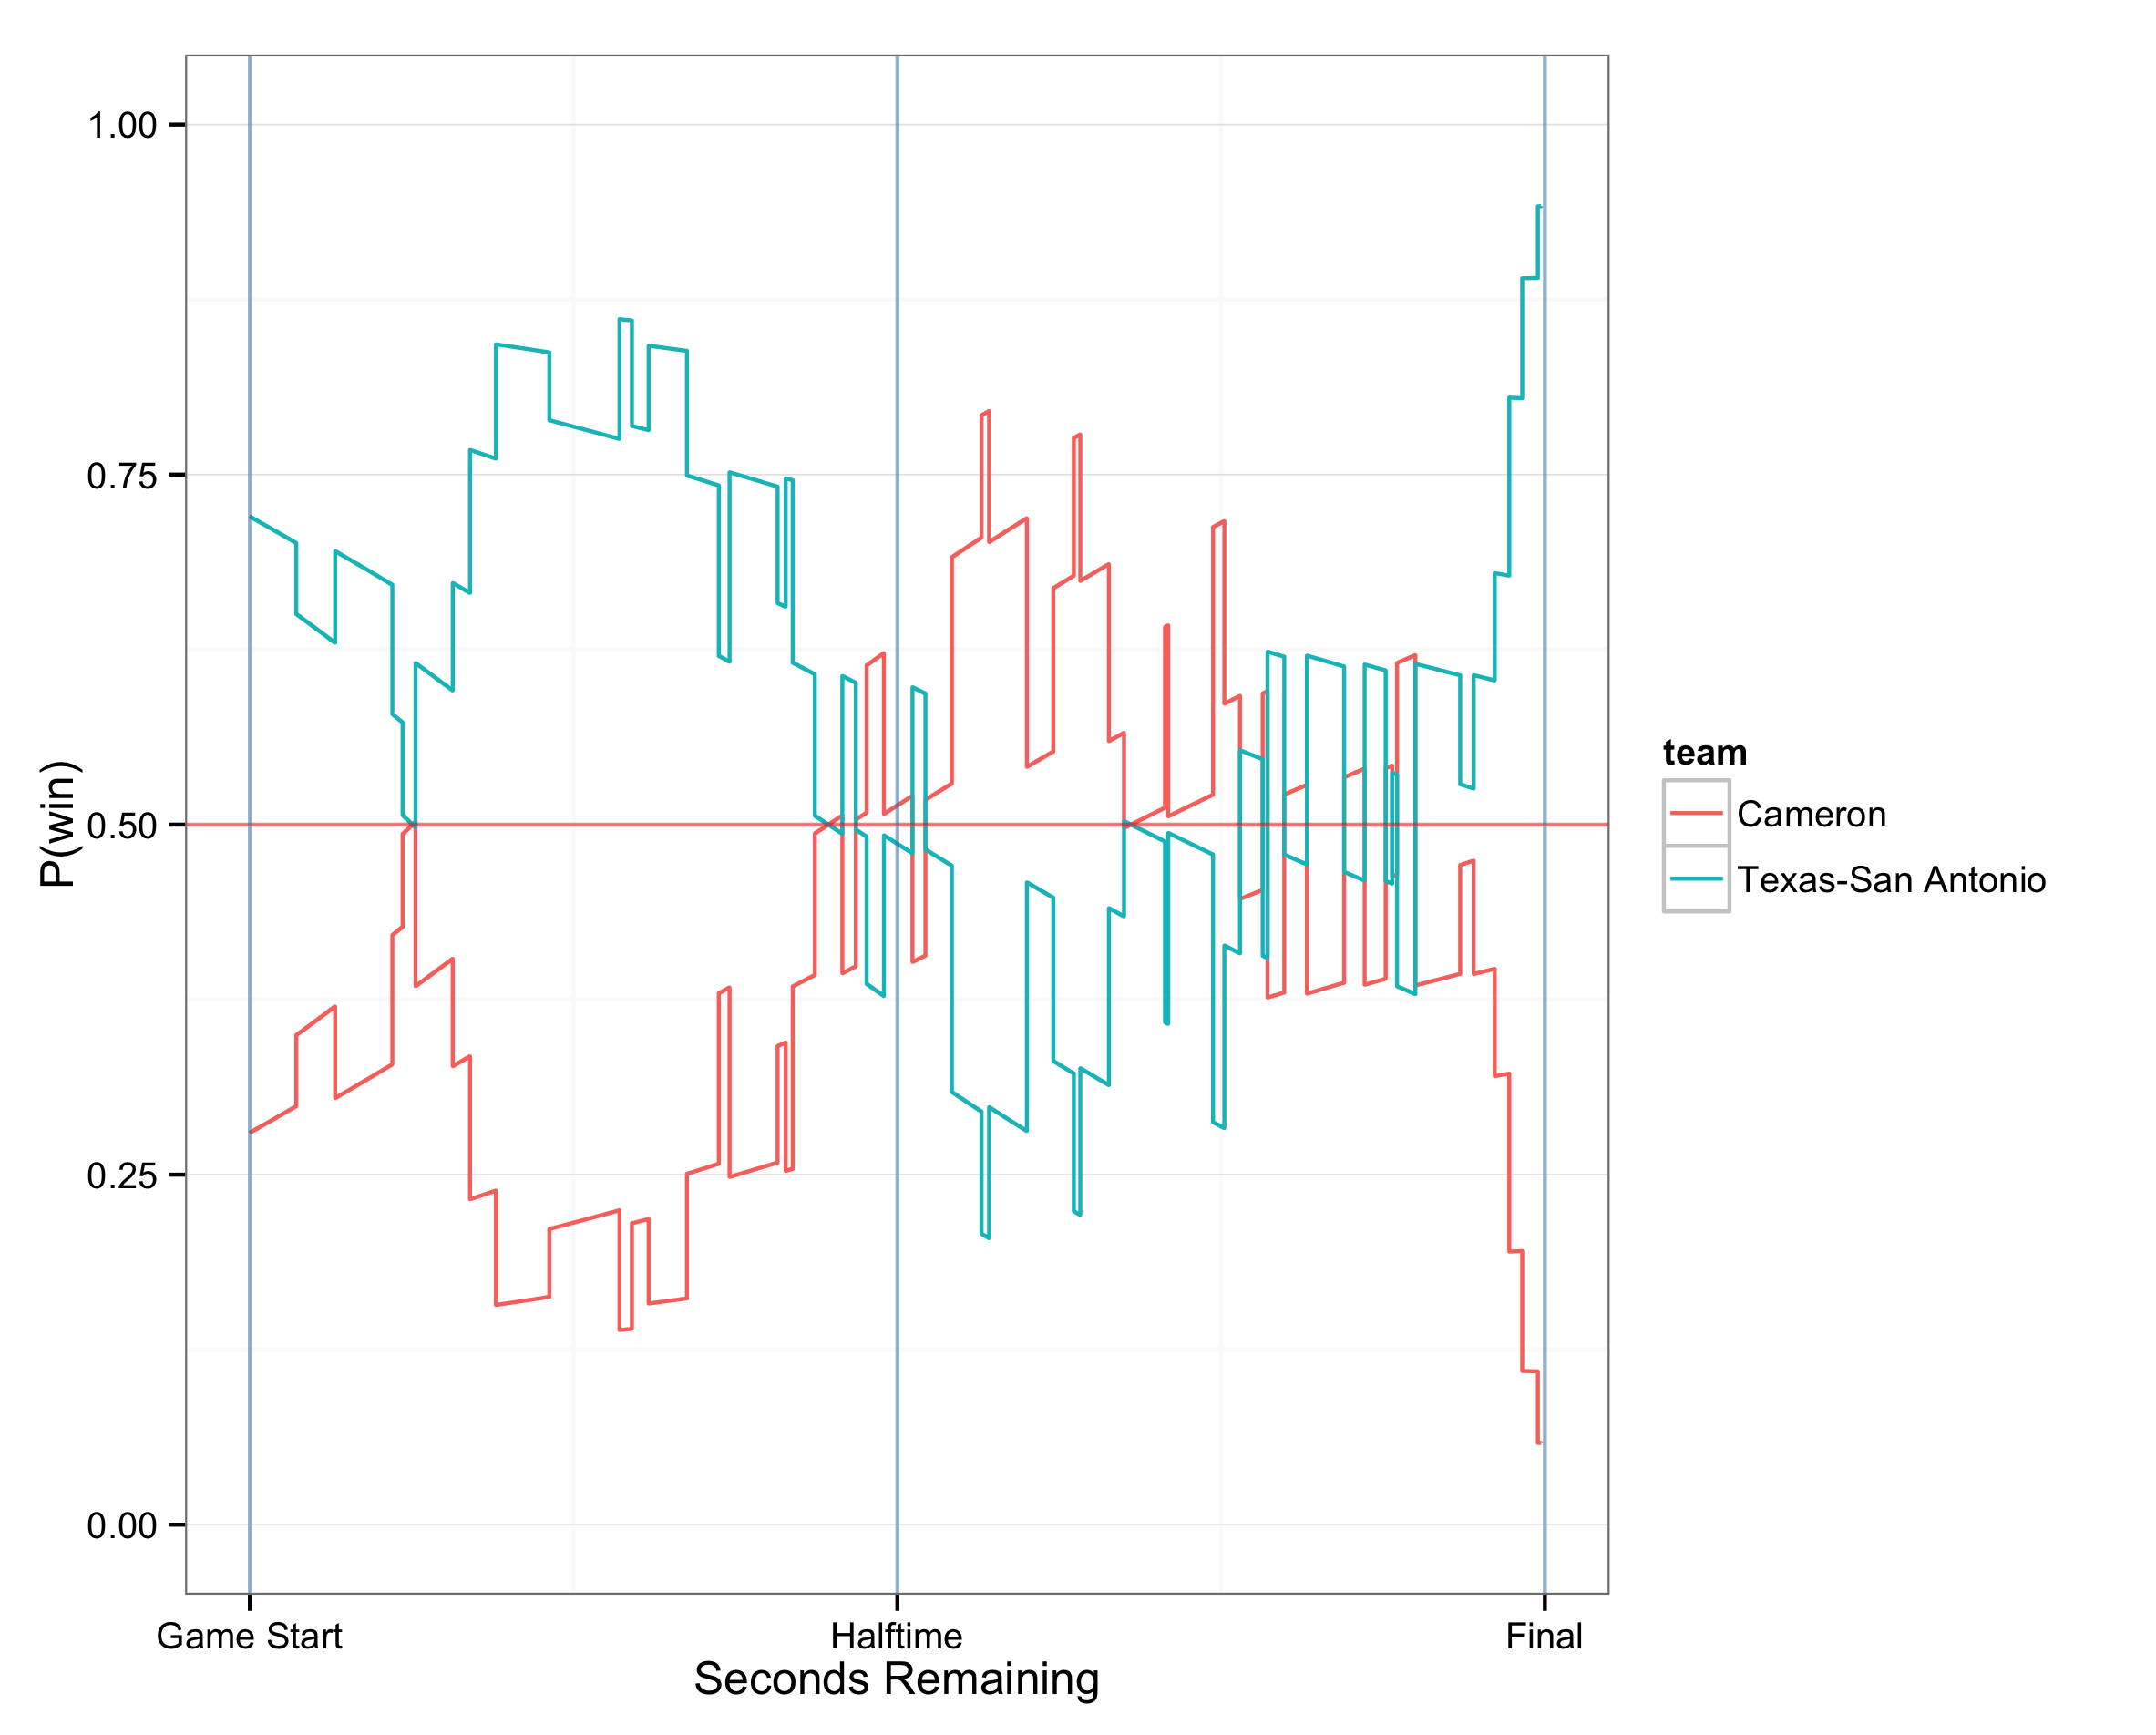 1.00
0.75
0.50
0.25
0.00
P(win)
Game Start
Halftime
Final
Seconds Remaining
team
Cameron
Texas-San Antonio